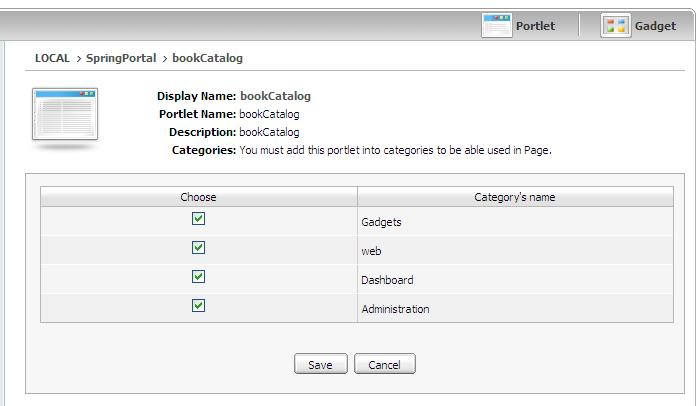 Portlet Gadget
LOCAL > SpringPortal > bookCatalog
Display Name: bookCatalog
Portlet Name: bookCatalog
Description: bookCatalog
Categories: You must add this portlet into categories to be able used in Page.
Choose Category's name
Gadgets
web
Dashboard
Administration
Save Cancel